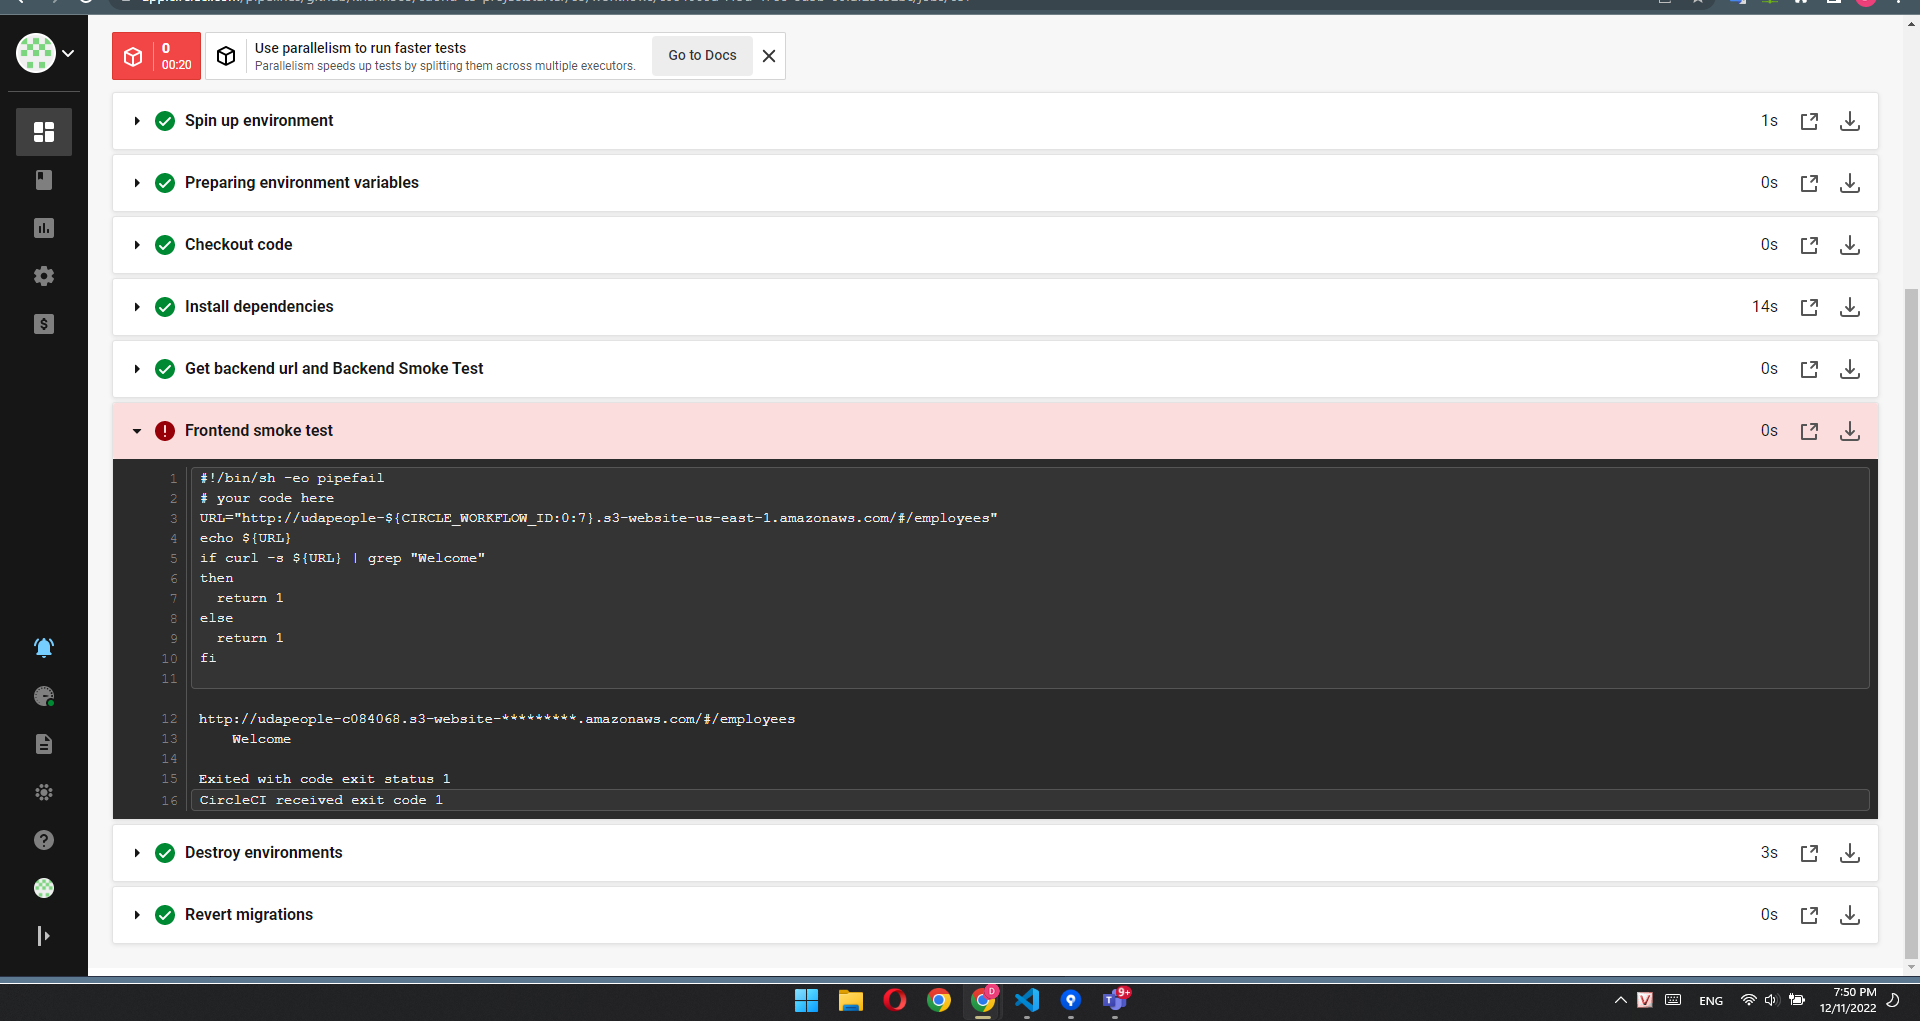 0
00:20
Use parallelism to run faster tests
Parallelism speeds up tests by splitting them across multiple executors.
Go to Docs
Spin up environment
1s
Preparing environment variables
0s
Checkout code
0s
Install dependencies
14s
Get backend url and Backend Smoke Test
0s
Frontend smoke test
0s
1 #!/bin/sh -eo pipefail
2 # your code here
3 URL="http://udapeople-${CIRCLE_WORKFLOW_ID:0:7}.s3-website-us-east-1.amazonaws.com/#/employees"
4 echo ${URL}
5 if curl -s ${URL} | grep "Welcome"
6 then
7   return 1
8 else
9   return 1
10 fi
11
12 http://udapeople-c084068.s3-website-*********.amazonaws.com/#/employees
13     Welcome
14
15 Exited with code exit status 1
16 CircleCI received exit code 1
Destroy environments
3s
Revert migrations
0s
D
9+
V
ENG
7:50 PM
12/11/2022